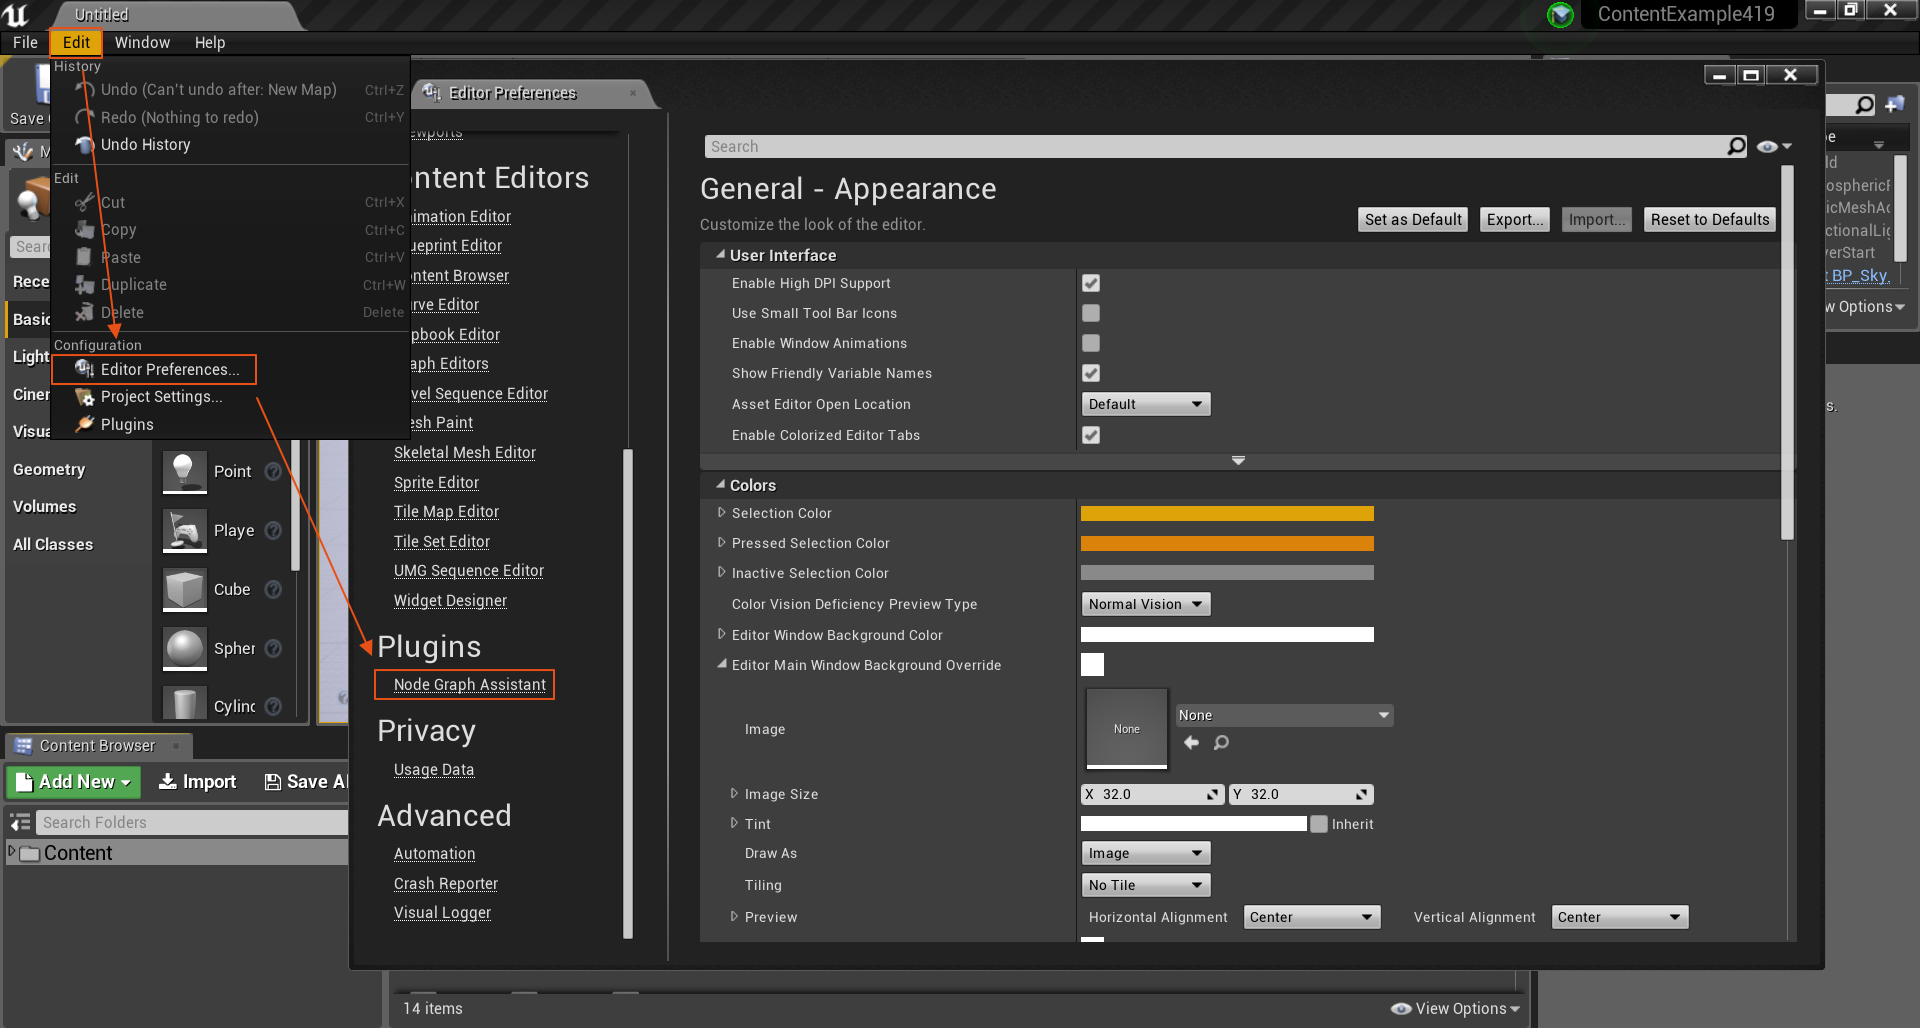 Untitled
ContentExample419
File Edit Window Help
History
Undo (Can't undo after: New Map) Ctrl+Z
Redo (Nothing to redo) Ctrl+Y
Undo History
Edit
Cut Ctrl+X
Copy Ctrl+C
Paste Ctrl+V
Duplicate Ctrl+W
Delete Delete
Configuration
Editor Preferences...
Project Settings...
Plugins
Save
Sear
Rece
Basic
Light
Ciner
Visua
Geometry
Volumes
All Classes
Point
Playe
Cube
Spher
Cylinc
Content Browser
Add New Import Save Al
Search Folders
Content
Editor Preferences
ewports
ntent Editors
nimation Editor
ueprint Editor
ontent Browser
urve Editor
ipbook Editor
aph Editors
vel Sequence Editor
esh Paint
Skeletal Mesh Editor
Sprite Editor
Tile Map Editor
Tile Set Editor
UMG Sequence Editor
Widget Designer
Plugins
Node Graph Assistant
Privacy
Usage Data
Advanced
Automation
Crash Reporter
Visual Logger
Search
General - Appearance
Customize the look of the editor.
Set as Default Export... Import... Reset to Defaults
User Interface
Enable High DPI Support
Use Small Tool Bar Icons
Enable Window Animations
Show Friendly Variable Names
Asset Editor Open Location Default
Enable Colorized Editor Tabs
Colors
Selection Color
Pressed Selection Color
Inactive Selection Color
Color Vision Deficiency Preview Type Normal Vision
Editor Window Background Color
Editor Main Window Background Override
Image None None
Image Size X 32.0 Y 32.0
Tint Inherit
Draw As Image
Tiling No Tile
Preview Horizontal Alignment Center Vertical Alignment Center
pe
ld
osphericF
icMeshAc
ctionalLig
yerStart
t BP_Sky.
w Options
s.
14 items
View Options